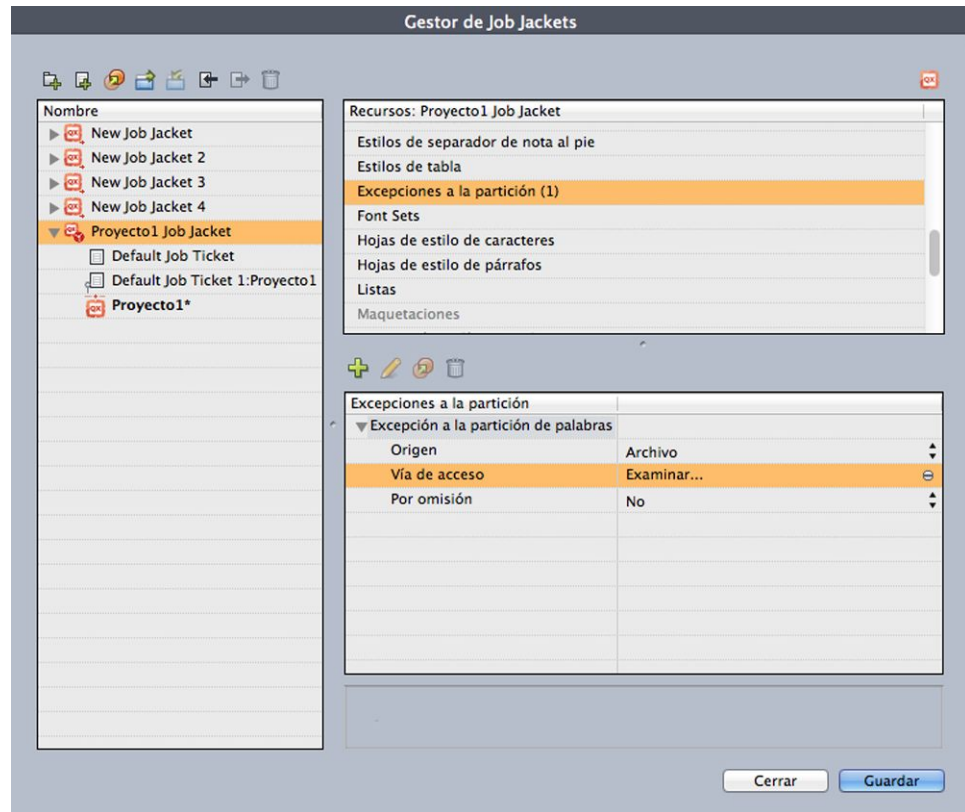 Gestor de Job Jackets
Nombre
New Job Jacket
New Job Jacket 2
New Job Jacket 3
New Job Jacket 4
Proyecto1 Job Jacket
Default Job Ticket
Default Job Ticket 1:Proyecto1
Proyecto1*
Recursos: Proyecto1 Job Jacket
Estilos de separador de nota al pie
Estilos de tabla
Excepciones a la partición (1)
Font Sets
Hojas de estilo de caracteres
Hojas de estilo de párrafos
Listas
Maquetaciones
Excepciones a la partición
Excepción a la partición de palabras
Origen Archivo
Vía de acceso Examinar...
Por omisión No
Cerrar Guardar